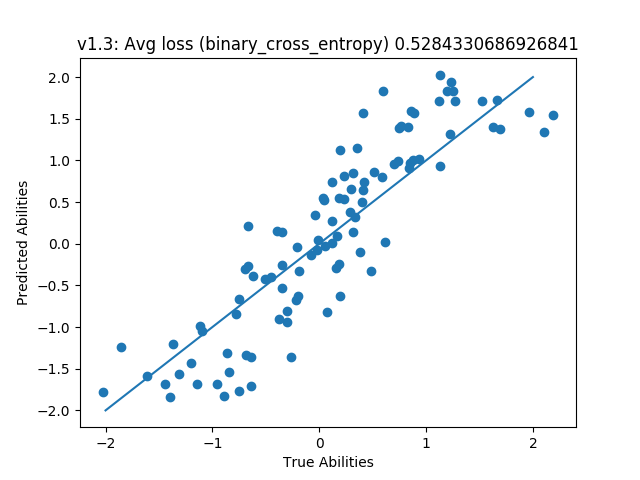 v1.3: Avg loss (binary_cross_entropy) 0.5284330686926841
2.0
1.5
1.0
0.5
0.0
−0.5
−1.0
−1.5
−2.0
Predicted Abilities
−2 −1 0 1 2
True Abilities